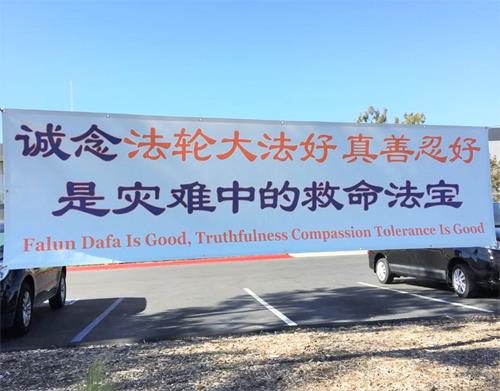 诚念法轮大法好 真善忍好
是灾难中的救命法宝
Falun Dafa Is Good, Truthfulness Compassion Tolerance Is Good